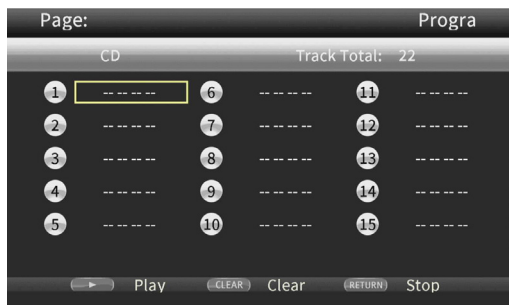 Page: Progra
CD Track Total: 22
1 -- -- -- -- 6 -- -- -- -- 11 -- -- -- --
2 -- -- -- -- 7 -- -- -- -- 12 -- -- -- --
3 -- -- -- -- 8 -- -- -- -- 13 -- -- -- --
4 -- -- -- -- 9 -- -- -- -- 14 -- -- -- --
5 -- -- -- -- 10 -- -- -- -- 15 -- -- -- --
Play CLEAR Clear RETURN Stop